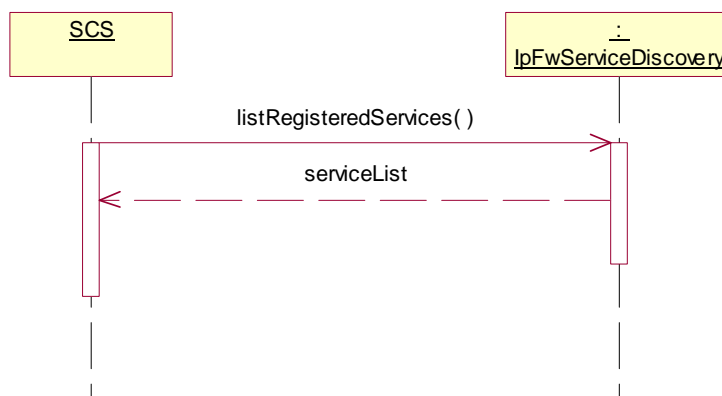 SCS
:
IpFwServiceDiscovery
listRegisteredServices( )
serviceList